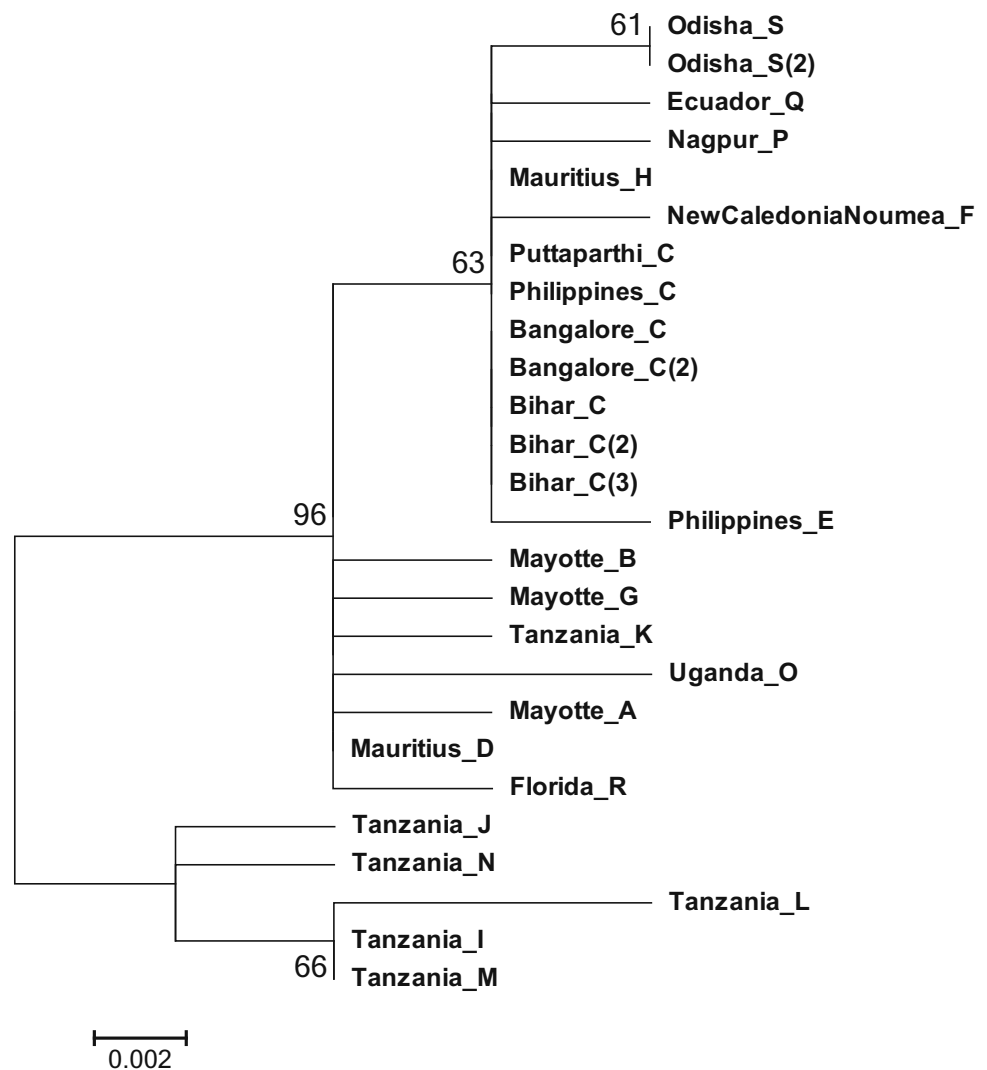 61
Odisha_S
Odisha_S(2)
Ecuador_Q
Nagpur_P
Mauritius_H
NewCaledoniaNoumea_F
63
Puttaparthi_C
Philippines_C
Bangalore_C
Bangalore_C(2)
Bihar_C
Bihar_C(2)
Bihar_C(3)
Philippines_E
96
Mayotte_B
Mayotte_G
Tanzania_K
Uganda_O
Mayotte_A
Mauritius_D
Florida_R
Tanzania_J
Tanzania_N
Tanzania_L
Tanzania_I
66
Tanzania_M
0.002